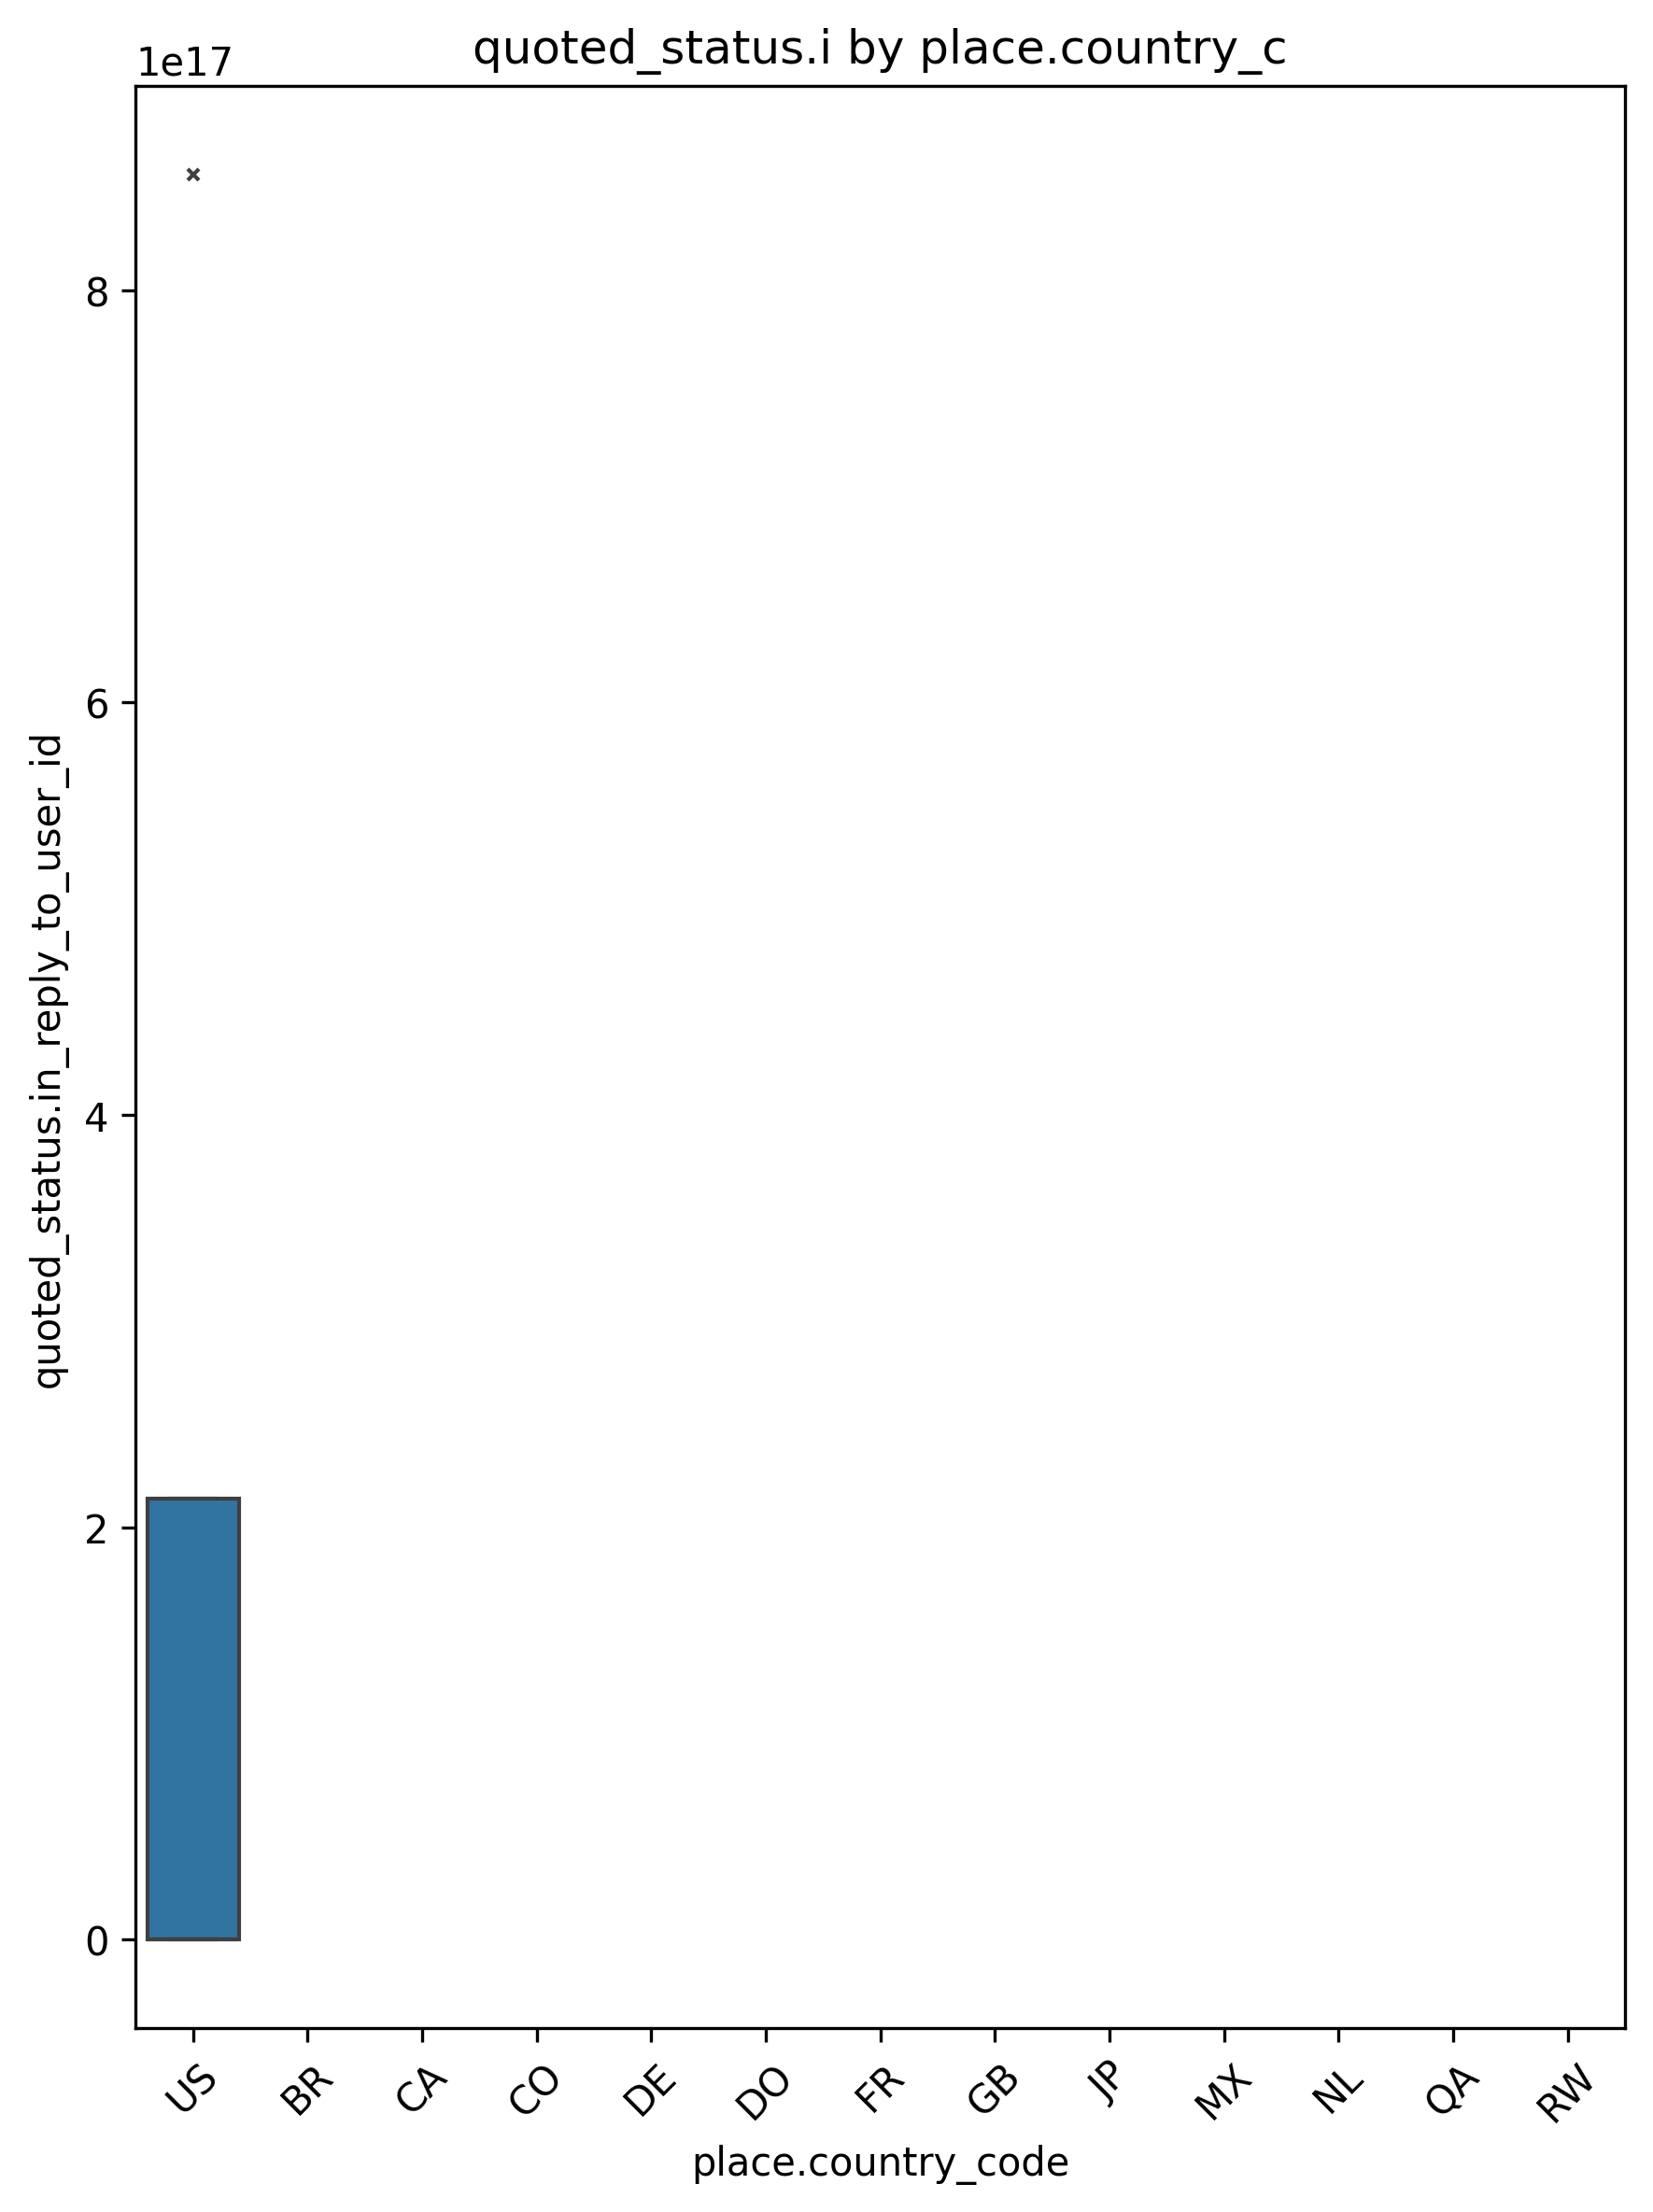 quoted_status.i by place.country_c
1e17
8
6
4
2
0
quoted_status.in_reply_to_user_id
US
BR
CA
CO
DE
DO
FR
GB
JP
MX
NL
QA
RW
place.country_code